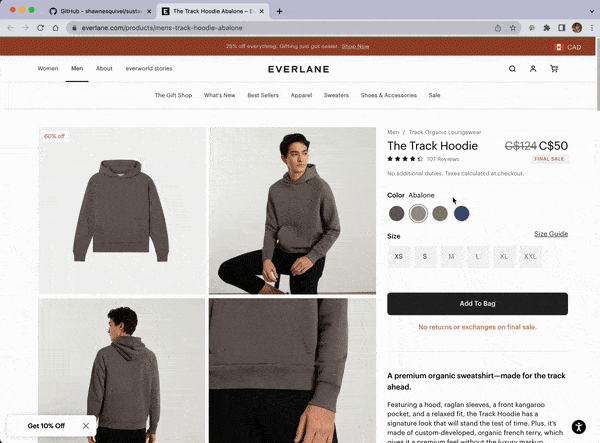 GitHub - shawnesquivel/susta
The Track Hoodie Abalone – Ev
everlane.com/products/mens-track-hoodie-abalone
25% off everything. Gifting just got easier. Shop Now
CAD
Women
Men
About
everworld stories
EVERLANE
The Gift Shop
What's New
Best Sellers
Apparel
Sweaters
Shoes & Accessories
Sale
60% off
Men / Track Organic Loungewear
The Track Hoodie
C$124 C$50
107 Reviews
FINAL SALE
No additional duties. Taxes calculated at checkout.
Color Abalone
Size
Size Guide
XS
S
M
L
XL
XXL
Add To Bag
No returns or exchanges on final sale.
A premium organic sweatshirt—made for the track
ahead.
Featuring a hood, raglan sleeves, a front kangaroo
pocket, and a relaxed fit, the Track Hoodie has a
signature look that will stand the test of time. Plus, it's
made of custom-developed, organic french terry, which
gives it a premium feel without the luxury markup.
Get 10% Off